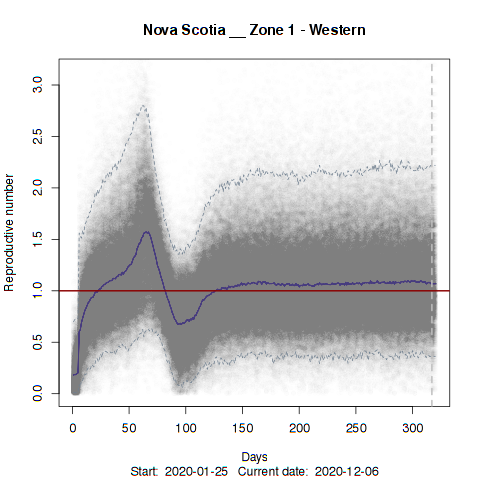 Nova Scotia __ Zone 1 - Western
Reproductive number
3.0
2.5
2.0
1.5
1.0
0.5
0.0
0 50 100 150 200 250 300
Days
Start: 2020-01-25 Current date: 2020-12-06